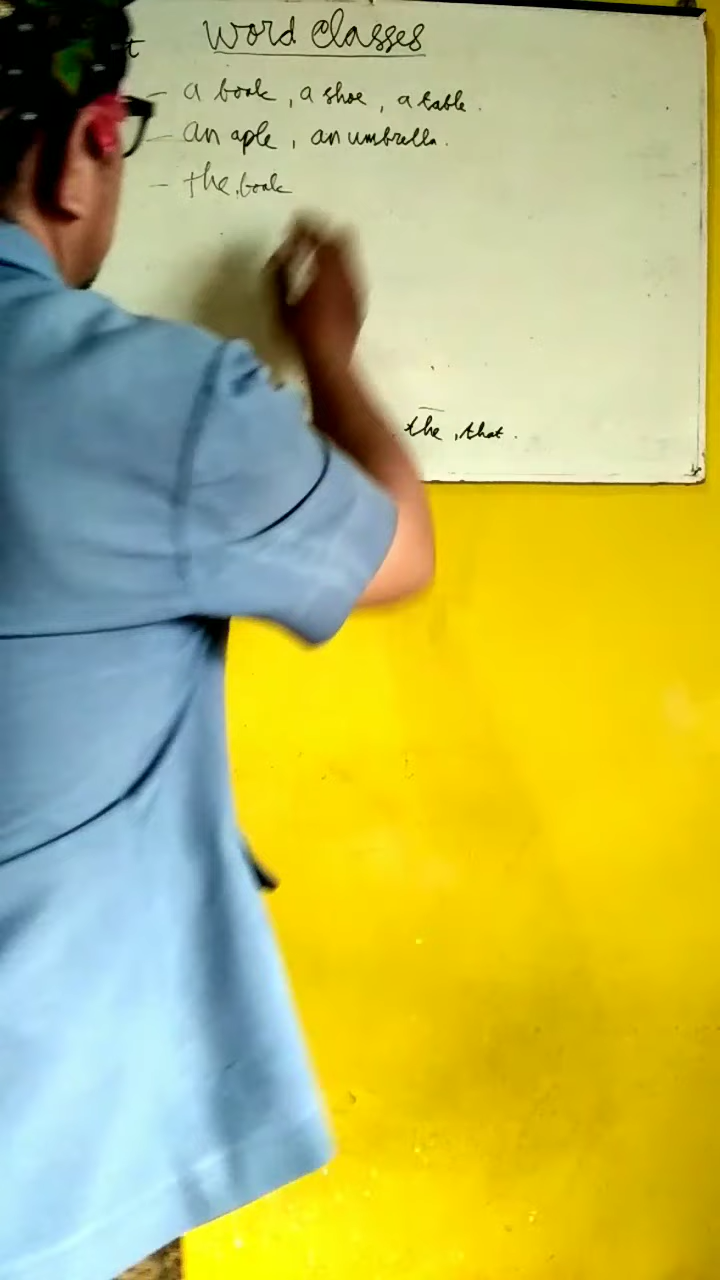 t Word Classes
- a book, a shoe, a table.
- an aple, an umbrella.
- the book
the, that.